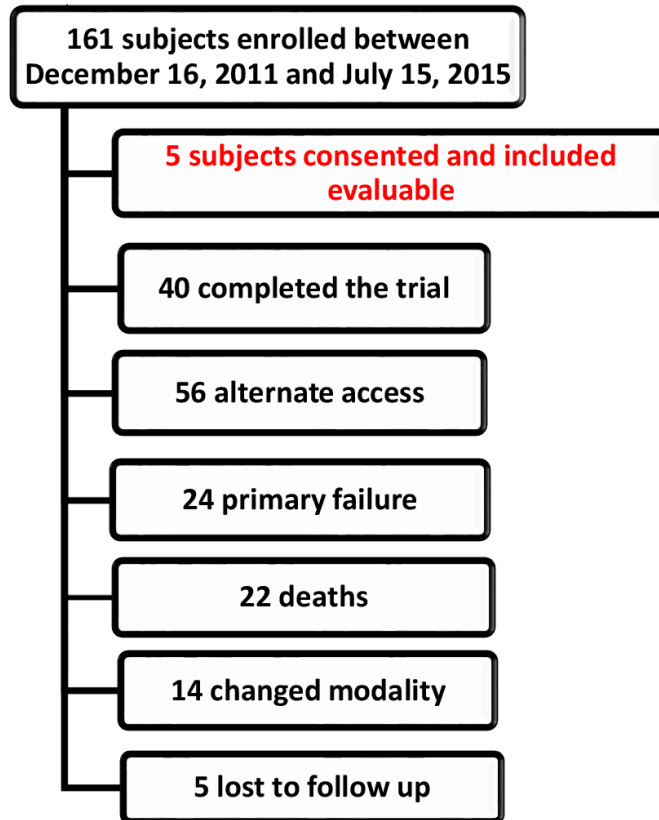 161 subjects enrolled between
December 16, 2011 and July 15, 2015
5 subjects consented and included
evaluable
40 completed the trial
56 alternate access
24 primary failure
22 deaths
14 changed modality
5 lost to follow up